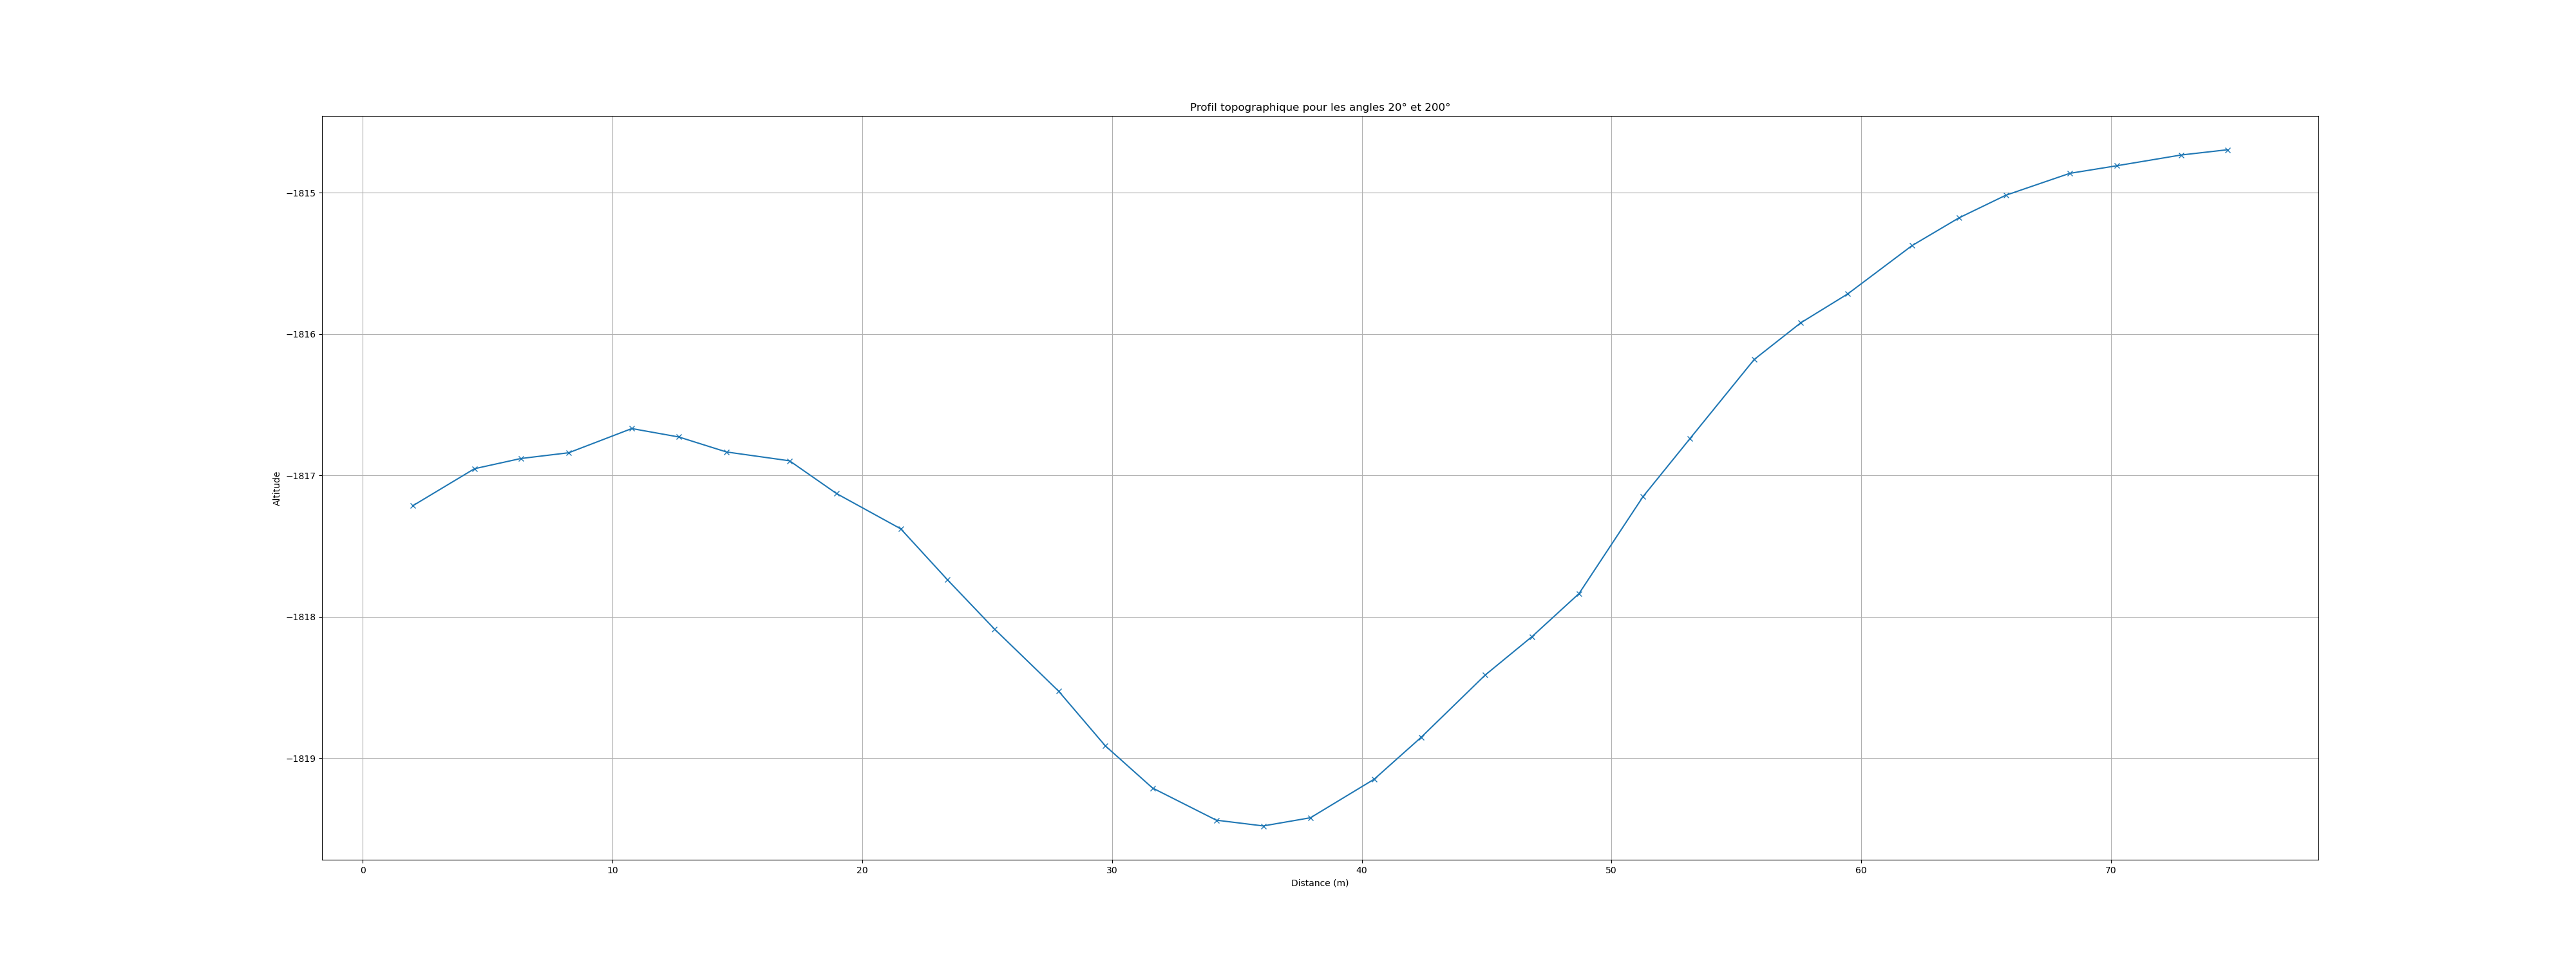 Profil topographique pour les angles 20° et 200°
−1815
−1816
−1817
Altitude
−1818
−1819
0 10 20 30 40 50 60 70
Distance (m)